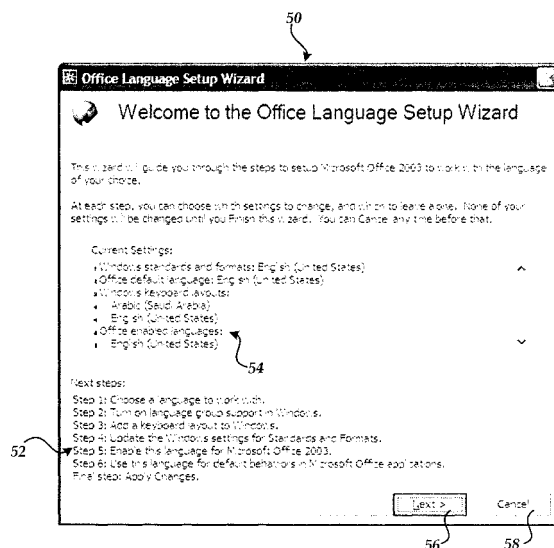 50
Office Language Setup Wizard
Welcome to the Office Language Setup Wizard
This wizard will guide you through the steps to setup Microsoft Office 2003 to work with the language
of your choice.
At each step, you can choose which settings to change, and which to leave alone. None of your
settings will be changed until you Finish this wizard. You can Cancel any time before that.
Current Settings:
Windows standards and formats: English (United States)
Office default language: English (United States)
Windows keyboard layouts:
Arabic (Saudi Arabia)
English (United States)
Office enabled languages:
English (United States)
54
Next steps:
Step 1: Choose a language to work with.
Step 2: Turn on language group support in Windows.
Step 3: Add a keyboard layout to Windows.
Step 4: Update the Windows settings for Standards and Formats.
52
Step 5: Enable this language for Microsoft Office 2003.
Step 6: Use this language for default behaviors in Microsoft Office applications.
Final step: Apply Changes.
Next >
Cancel
56
58